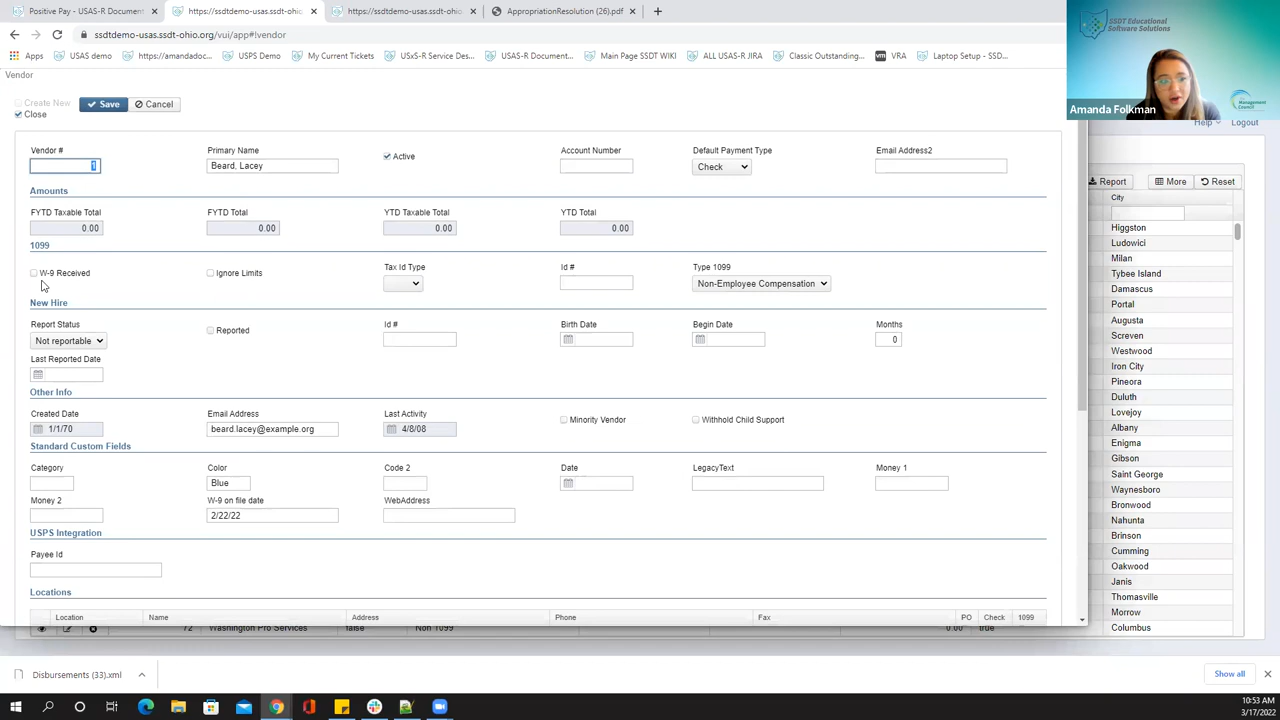 Positive Pay - USAS-R Docume
https://ssdtdemo-usas.ssdt-ohio.
https://ssdtdemo-usas.ssdt-ohio.
AppropriationResolution (26).pdf
ssdtdemo-usas.ssdt-ohio.org/vui/app#!vendor
Apps
USAS demo
https://amandadoc...
USPS Demo
My Current Tickets
USxS-R Service Des...
USAS-R Document...
Main Page SSDT WIKI
ALL USAS-R JIRA
Classic Outstanding...
vm VRA
Laptop Setup - SSD...
SSDT Educational
Software Solutions
Management
Council
Amanda Folkman
Vendor
Create New
Save
Cancel
Close
Help
Logout
Vendor #
Primary Name
Active
Account Number
Default Payment Type
Email Address2
1
Beard, Lacey
Check
Amounts
FYTD Taxable Total
FYTD Total
YTD Taxable Total
YTD Total
0.00
0.00
0.00
0.00
1099
W-9 Received
Ignore Limits
Tax Id Type
Id #
Type 1099
Non-Employee Compensation
New Hire
Report Status
Reported
Id #
Birth Date
Begin Date
Months
Not reportable
0
Last Reported Date
Other Info
Created Date
Email Address
Last Activity
Minority Vendor
Withhold Child Support
1/1/70
beard.lacey@example.org
4/8/08
Standard Custom Fields
Category
Color
Code 2
Date
LegacyText
Money 1
Blue
Money 2
W-9 on file date
WebAddress
2/22/22
USPS Integration
Payee Id
Locations
Location
Name
Address
Phone
Fax
PO
Check
1099
72
Washington Pro Services
false
Non 1099
0.00
true
Report
More
Reset
City
Higgston
Ludowici
Milan
Tybee Island
Damascus
Portal
Augusta
Screven
Westwood
Iron City
Pineora
Duluth
Lovejoy
Albany
Enigma
Gibson
Saint George
Waynesboro
Bronwood
Nahunta
Brinson
Cumming
Oakwood
Janis
Thomasville
Morrow
Columbus
Disbursements (33).xml
Show all
10:53 AM
3/17/2022